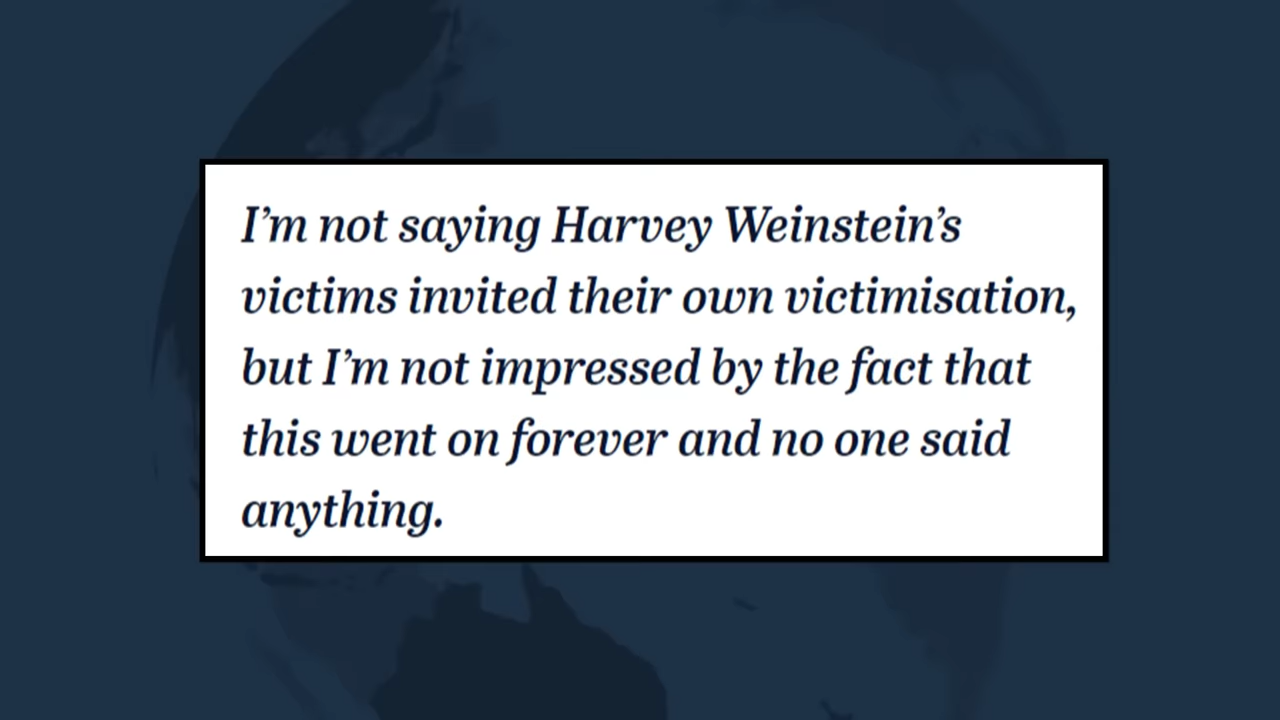 I’m not saying Harvey Weinstein’s
victims invited their own victimisation,
but I’m not impressed by the fact that
this went on forever and no one said
anything.